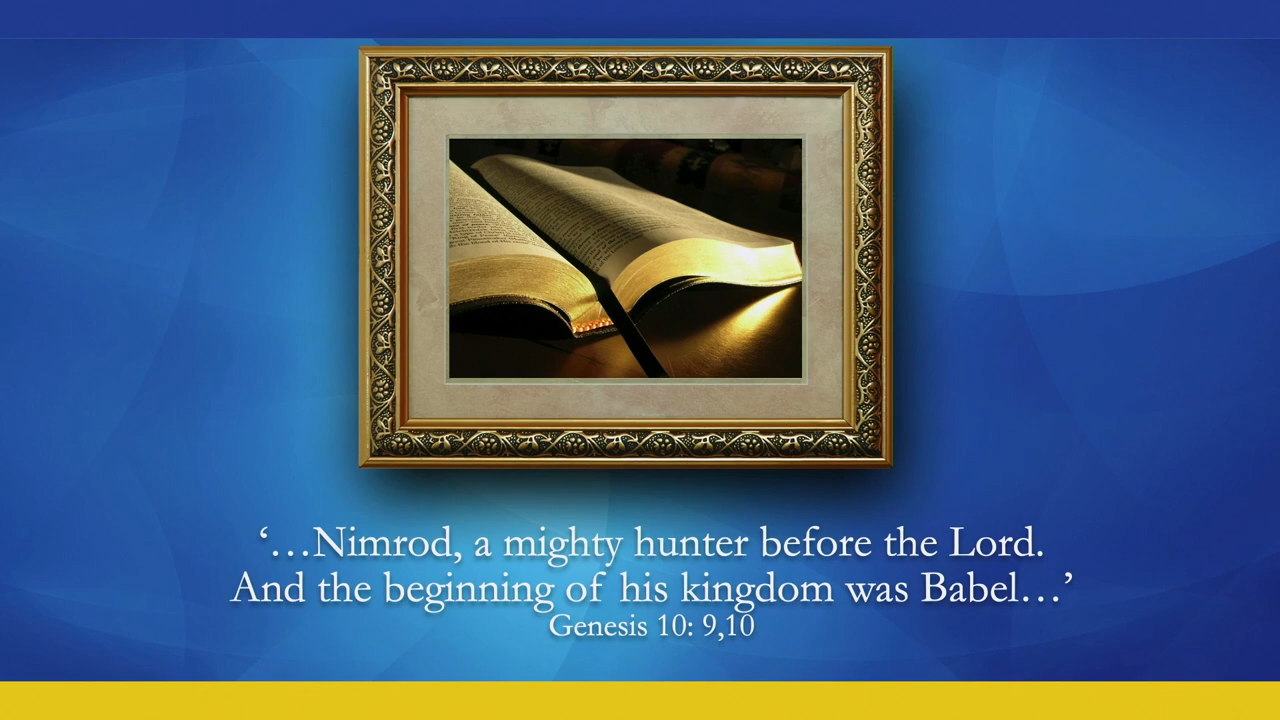 ‘…Nimrod, a mighty hunter before the Lord.
And the beginning of his kingdom was Babel…’
Genesis 10: 9,10